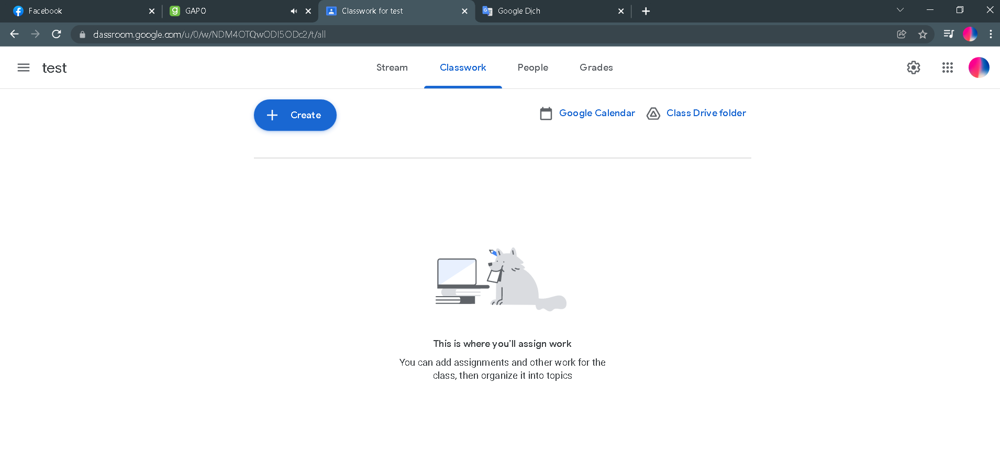 Facebook
GAPO
Classwork for test
Google Dịch
classroom.google.com/u/0/w/NDM4OTQwODI5ODc2/t/all
test
Stream
Classwork
People
Grades
Create
Google Calendar
Class Drive folder
This is where you'll assign work
You can add assignments and other work for the
class, then organize it into topics